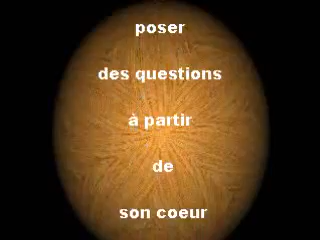 poser
des questions
à partir
de
son coeur